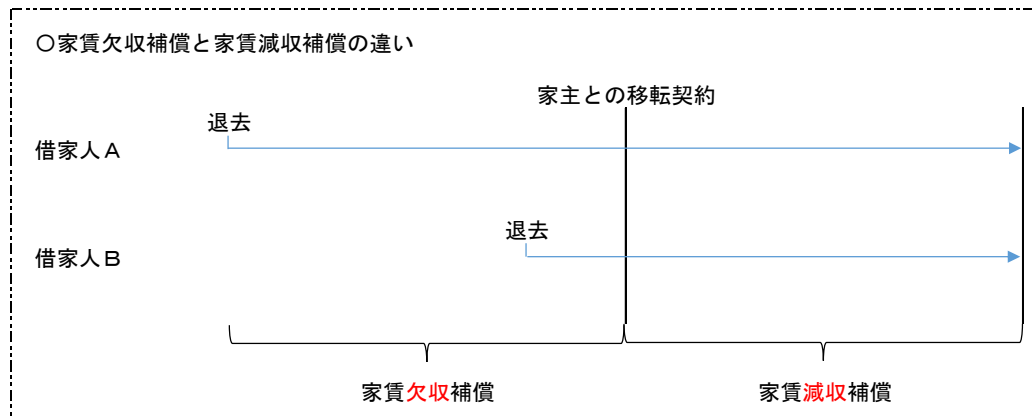 〇家賃欠収補償と家賃減収補償の違い
家主との移転契約
退去
借家人Ａ
退去
借家人Ｂ
家賃欠収補償
家賃減収補償